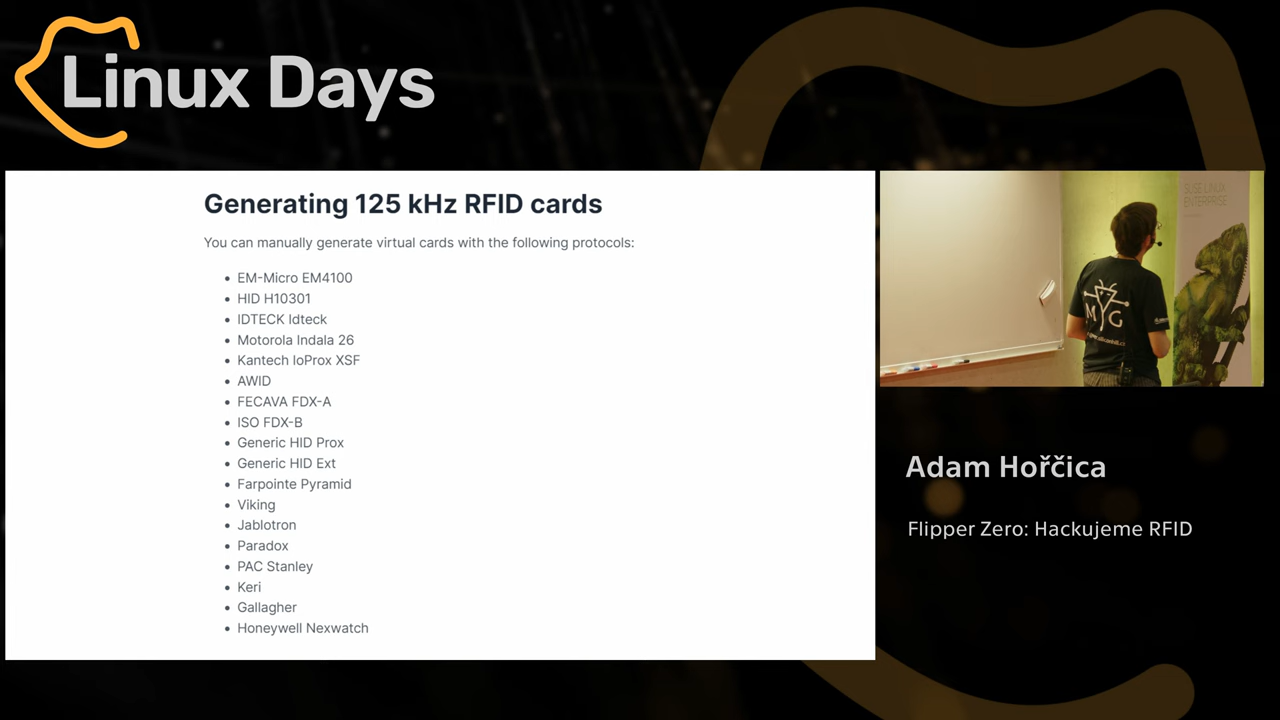 Linux Days
Generating 125 kHz RFID cards
You can manually generate virtual cards with the following protocols:
• EM-Micro EM4100
• HID H10301
• IDTECK Idteck
• Motorola Indala 26
• Kantech IoProx XSF
• AWID
• FECAVA FDX-A
• ISO FDX-B
• Generic HID Prox
• Generic HID Ext
• Farpointe Pyramid
• Viking
• Jablotron
• Paradox
• PAC Stanley
• Keri
• Gallagher
• Honeywell Nexwatch
SUSE LINUX
ENTERPRISE
M G
Adam Hořčica
Flipper Zero: Hackujeme RFID